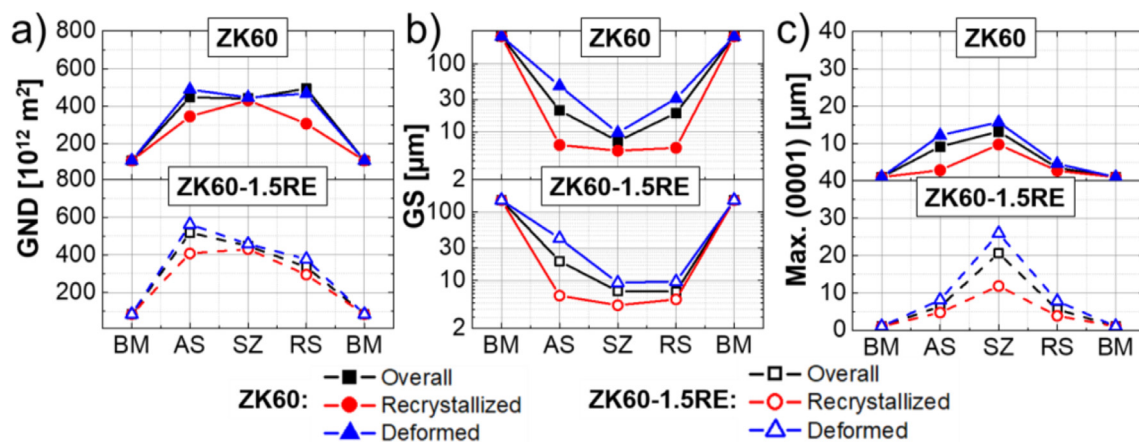 a)
ZK60
800
600
400
200
800
600
400
200
GND [10¹² m²]
ZK60-1.5RE
BM AS SZ RS BM
b)
ZK60
100
30
10
2
100
30
10
2
GS [µm]
ZK60-1.5RE
BM AS SZ RS BM
c)
ZK60
40
30
20
10
40
30
20
10
0
Max. (0001) [µm]
ZK60-1.5RE
BM AS SZ RS BM
ZK60:
Overall
Recrystallized
Deformed
ZK60-1.5RE:
Overall
Recrystallized
Deformed